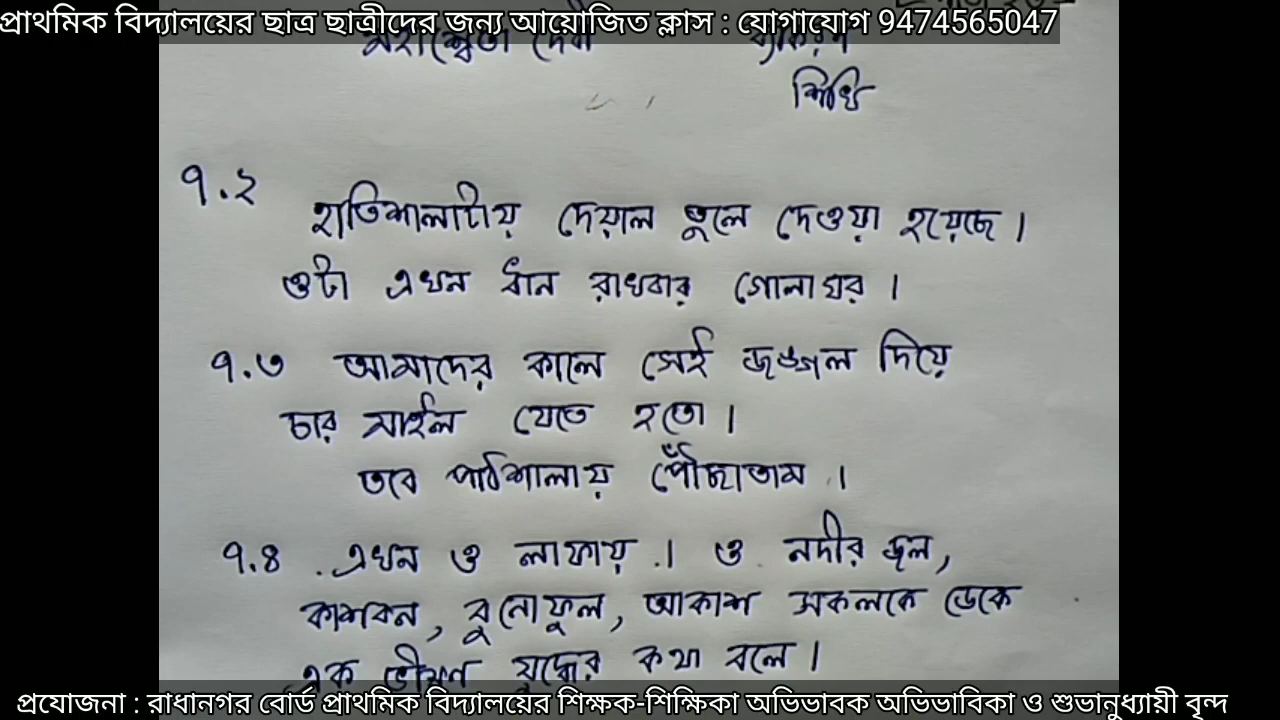 প্রাথমিক বিদ্যালয়ের ছাত্র ছাত্রীদের জন্য আয়োজিত ক্লাস : যোগাযোগ 9474565047
মহাশ্বেতা দেবী
শিখি
৭.২ হাতিশালাটায় দেয়াল তুলে দেওয়া হয়েছে।
ওটা এখন ধান রাখবার গোলাঘর।
৭.৩ আমাদের কালে সেই জঙ্গল দিয়ে
চার মাইল যেতে হতো।
তবে পাঠশালায় পৌঁছাতাম।
৭.৪ এখন ও লাফায়। ও নদীর জল,
কাশবন, বুনোফুল, আকাশ সকলকে ডেকে
এক ভীষণ যুদ্ধের কথা বলে।
প্রযোজনা : রাধানগর বোর্ড প্রাথমিক বিদ্যালয়ের শিক্ষক-শিক্ষিকা অভিভাবক অভিভাবিকা ও শুভানুধ্যায়ী বৃন্দ